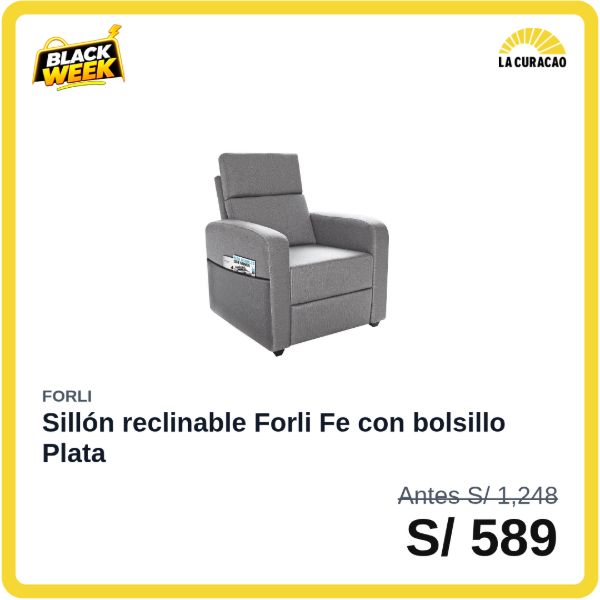 BLACK
WEEK
LA CURACAO
FORLI
Sillón reclinable Forli Fe con bolsillo
Plata
Antes S/ 1,248
S/ 589